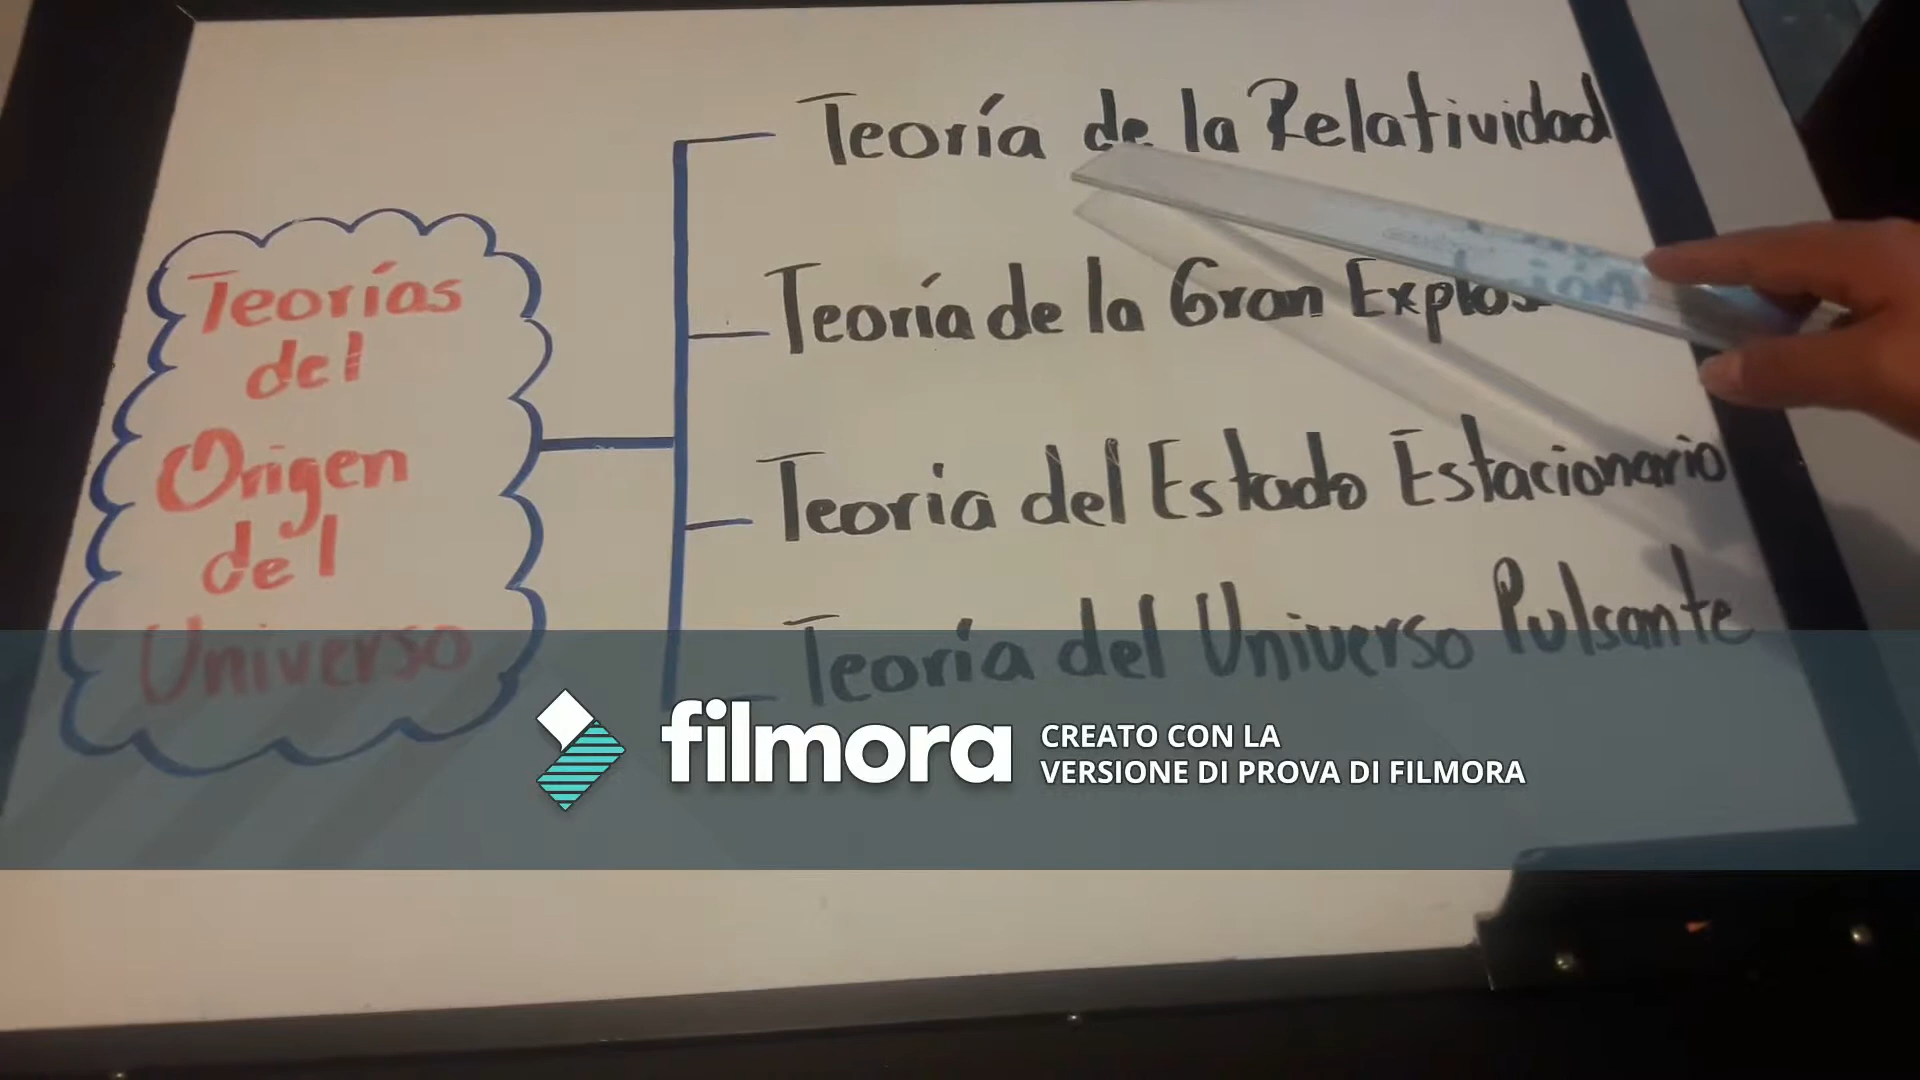 Teorías
del
Origen
del
Universo
Teoría de la Relatividad
Teoría de la Gran Explosión
Teoria del Estado Estacionario
Teoría del Universo Pulsante
filmora
CREATO CON LA
VERSIONE DI PROVA DI FILMORA